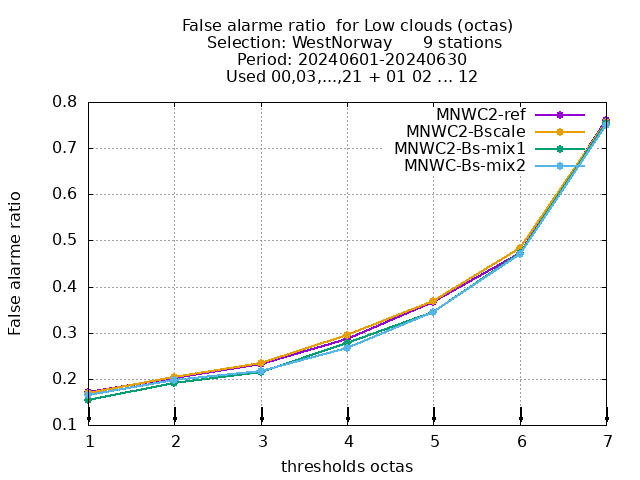 False alarme ratio  for Low clouds (octas)
Selection: WestNorway      9 stations
Period: 20240601-20240630
Used 00,03,...,21 + 01 02 ... 12
MNWC2-ref
MNWC2-Bscale
MNWC2-Bs-mix1
MNWC-Bs-mix2
0.8
0.7
0.6
0.5
0.4
0.3
0.2
0.1
False alarme ratio
1 2 3 4 5 6 7
thresholds octas